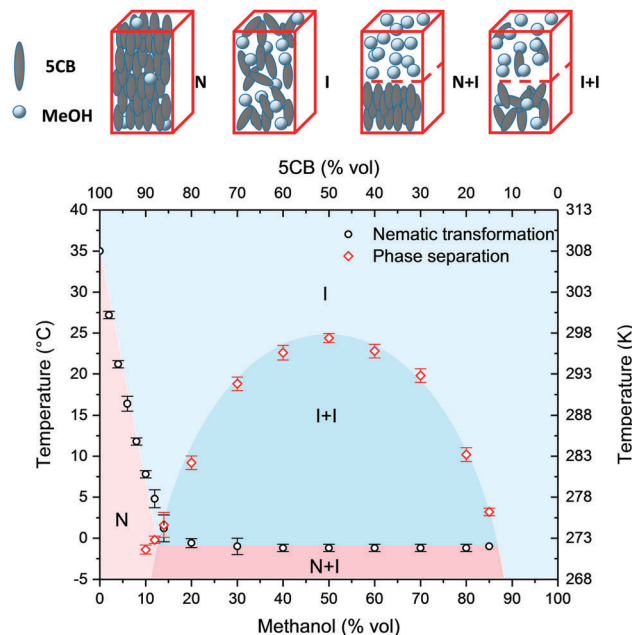 5CB
MeOH
N
I
N+I
I+I
5CB (% vol)
100 90 80 70 60 50 40 30 20 10 0
40 313
35 308
30 303
25 298
20 293
15 288
10 283
5 278
0 273
-5 268
Temperature (°C)
Temperature (K)
Nematic transformation
Phase separation
I
I+I
N
N+I
0 10 20 30 40 50 60 70 80 90 100
Methanol (% vol)